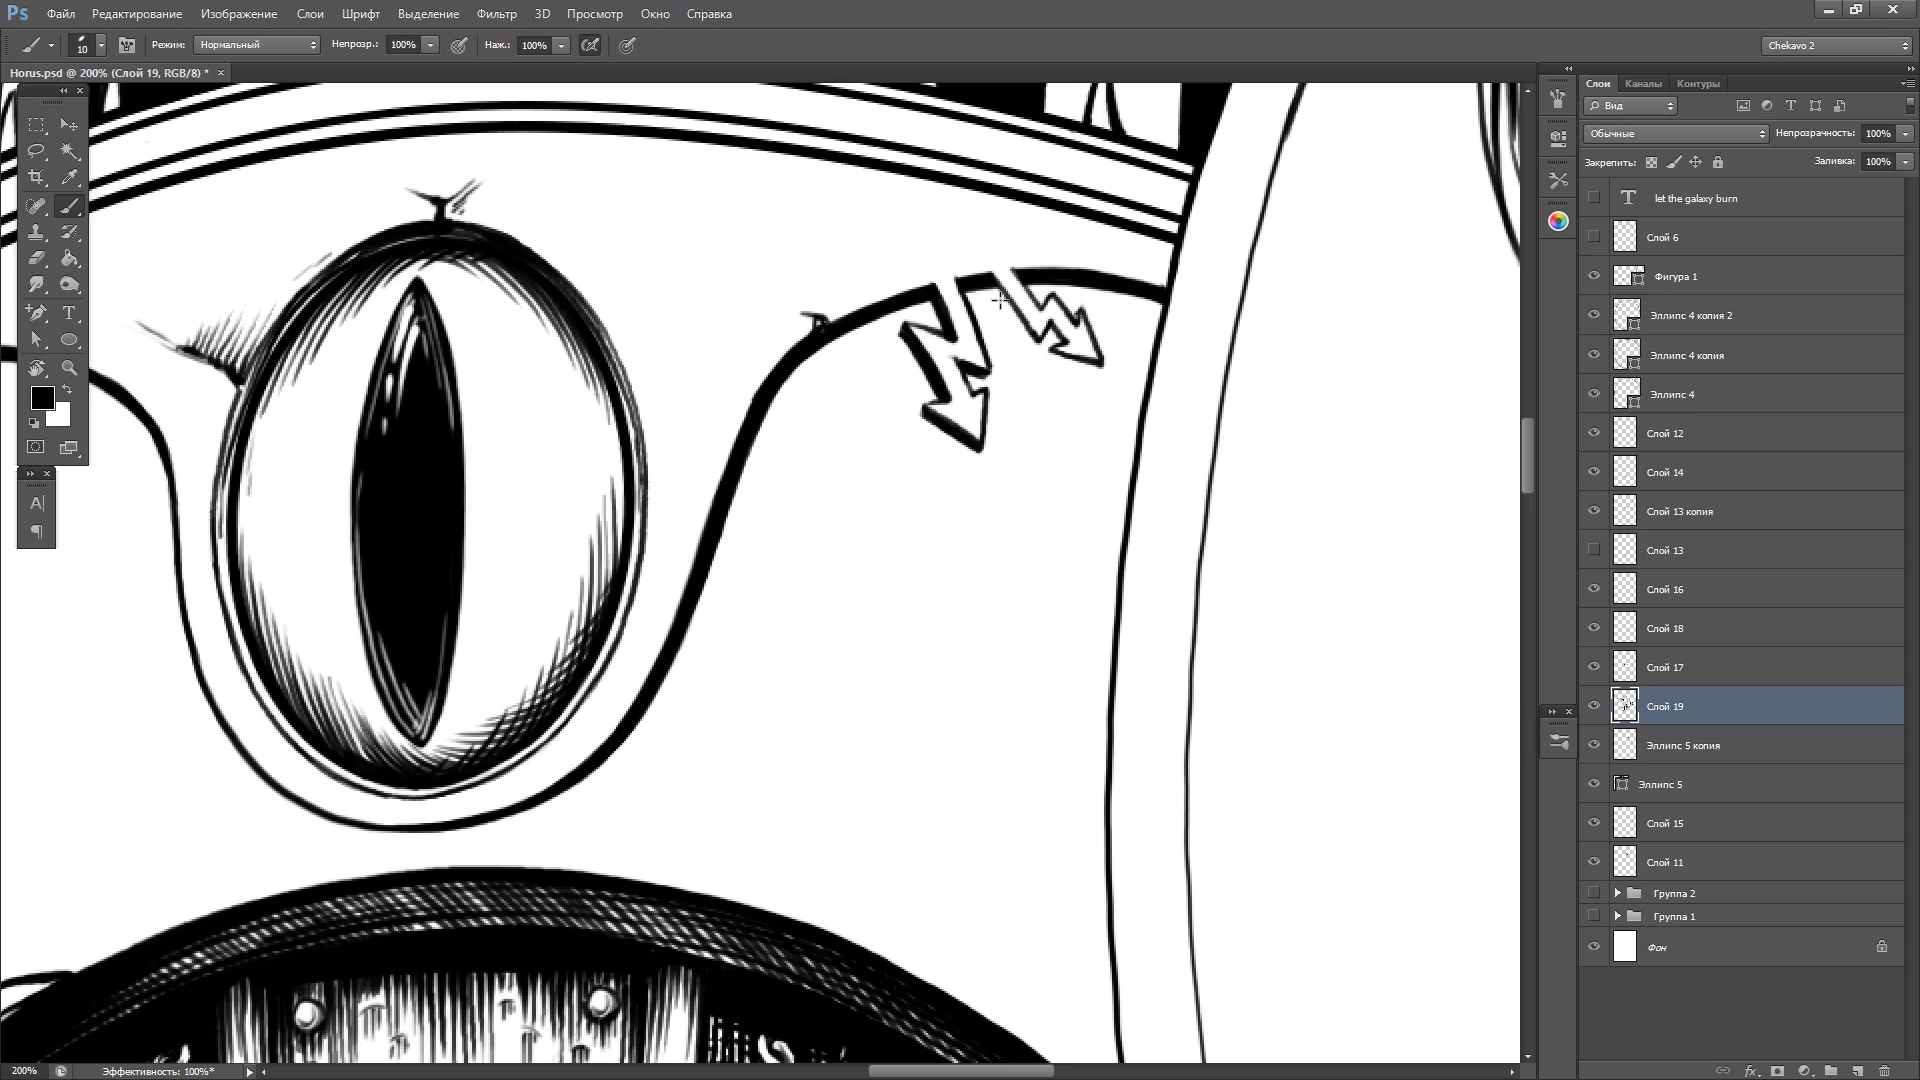 Ps Файл Редактирование Изображение Слои Шрифт Выделение Фильтр 3D Просмотр Окно Справка
10 Режим: Нормальный Непрозр.: 100% Наж.: 100% Chekavo 2
Horus.psd @ 200% (Слой 19, RGB/8) * ×
Слои Каналы Контуры
Вид
Обычные Непрозрачность: 100%
Закрепить: Заливка: 100%
let the galaxy burn
Слой 6
Фигура 1
Эллипс 4 копия 2
Эллипс 4 копия
Эллипс 4
Слой 12
Слой 14
Слой 13 копия
Слой 13
Слой 16
Слой 18
Слой 17
Слой 19
Эллипс 5 копия
Эллипс 5
Слой 15
Слой 11
Группа 2
Группа 1
Фон
200% Эффективность: 100%*